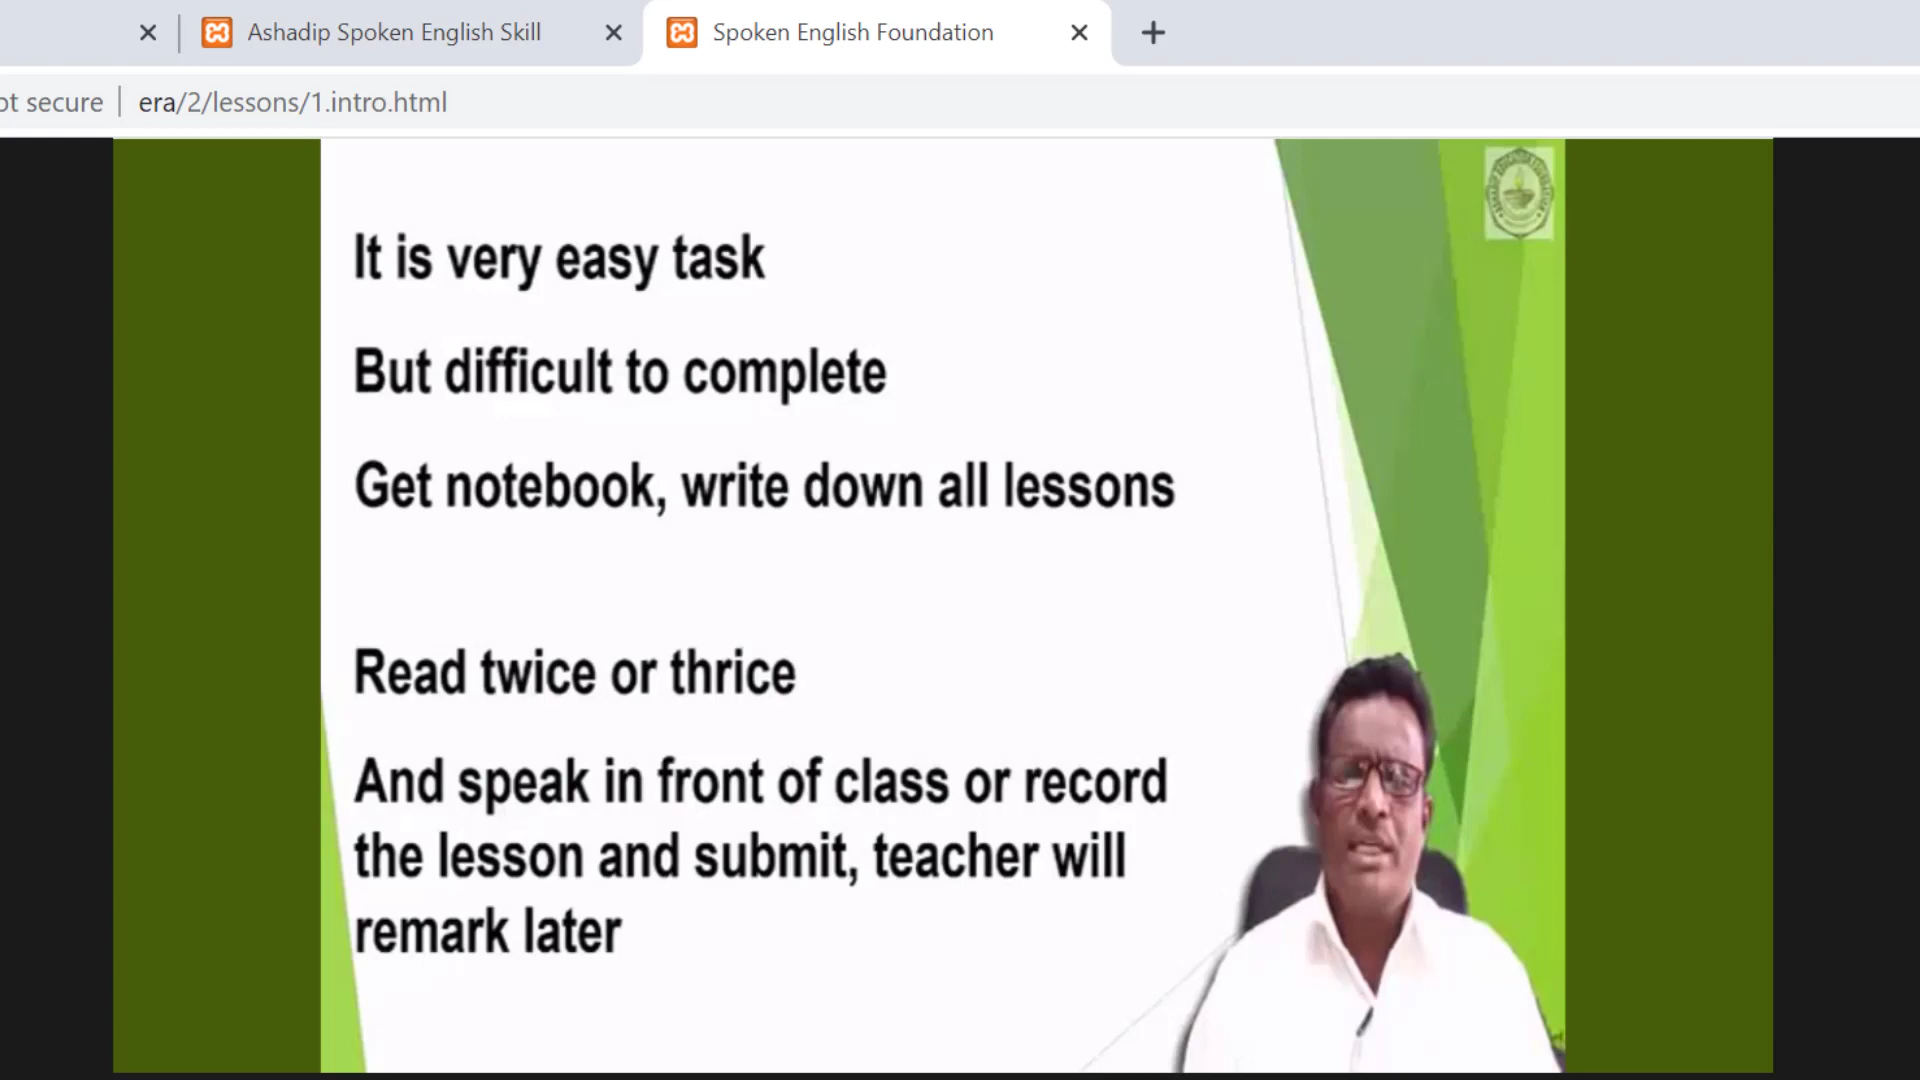 Ashadip Spoken English Skill
Spoken English Foundation
ot secure
era/2/lessons/1.intro.html
It is very easy task
But difficult to complete
Get notebook, write down all lessons
Read twice or thrice
And speak in front of class or record
the lesson and submit, teacher will
remark later